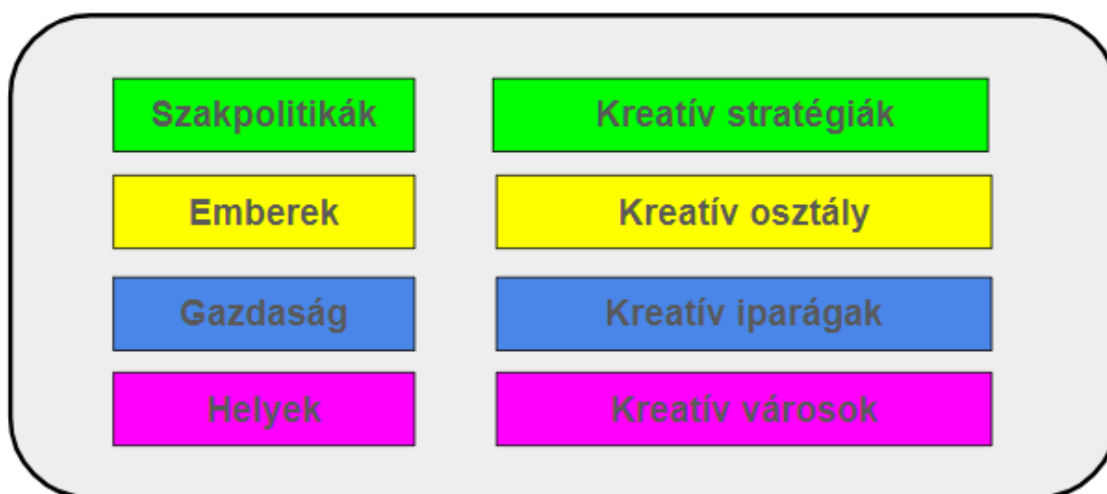 Szakpolitikák
Kreatív stratégiák
Emberek
Kreatív osztály
Gazdaság
Kreatív iparágak
Helyek
Kreatív városok